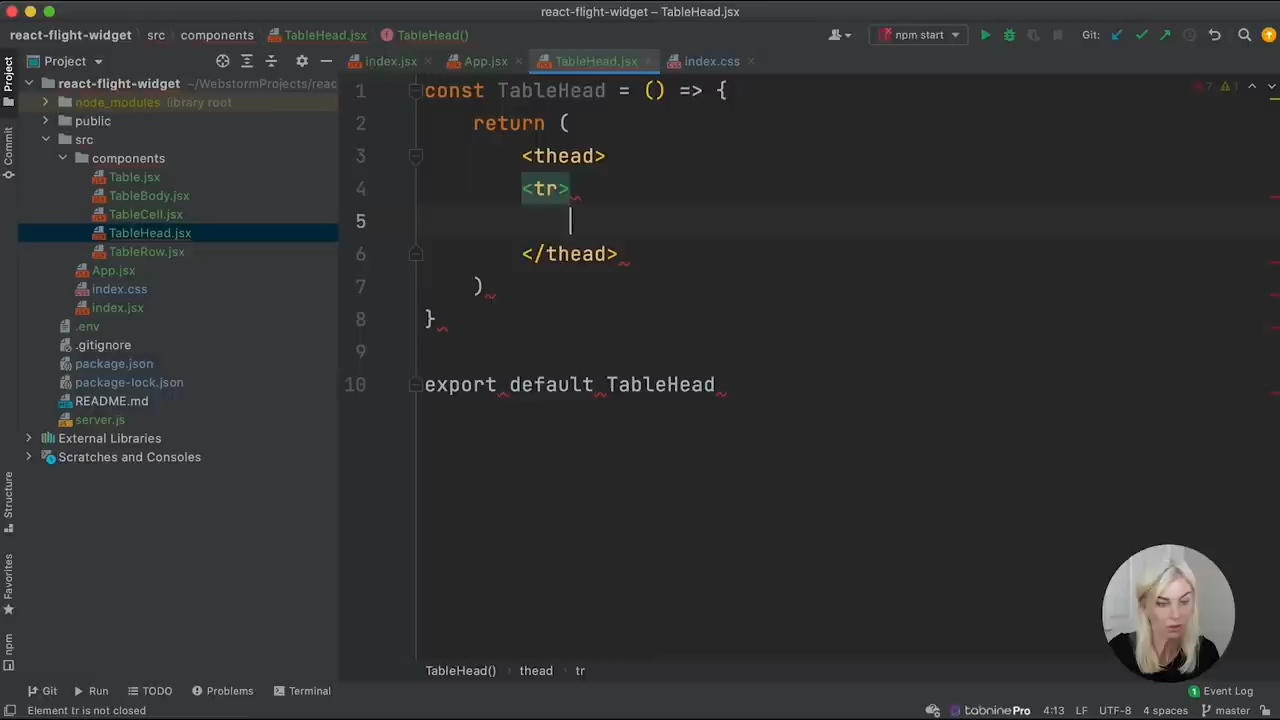 react-flight-widget – TableHead.jsx
react-flight-widget src components TableHead.jsx TableHead() npm start Git:
Project index.jsx App.jsx TableHead.jsx index.css
Project
Commit
Structure
Favorites
npm
react-flight-widget ~/WebstormProjects/reac
node_modules library root
public
src
components
Table.jsx
TableBody.jsx
TableCell.jsx
TableHead.jsx
TableRow.jsx
App.jsx
index.css
index.jsx
.env
.gitignore
package.json
package-lock.json
README.md
server.js
External Libraries
Scratches and Consoles
1 const TableHead = () => {
2 return (
3 <thead>
4 <tr>
5
6 </thead>
7 )
8 }
9
10 export default TableHead
7 1
TableHead() thead tr
Git Run TODO Problems Terminal 1 Event Log
Element tr is not closed tabnine Pro 4:13 LF UTF-8 4 spaces master